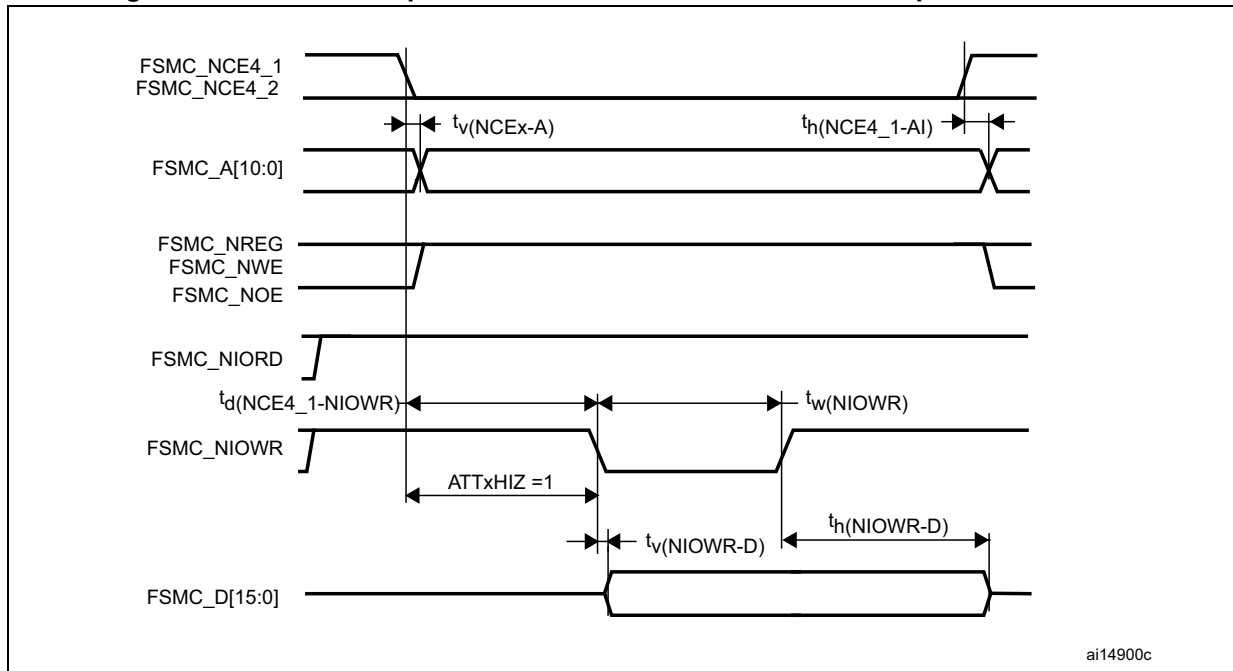 FSMC_NCE4_1
FSMC_NCE4_2
tv(NCEx-A)
th(NCE4_1-AI)
FSMC_A[10:0]
FSMC_NREG
FSMC_NWE
FSMC_NOE
FSMC_NIORD
td(NCE4_1-NIOWR)
tw(NIOWR)
FSMC_NIOWR
ATTxHIZ =1
tv(NIOWR-D)
th(NIOWR-D)
FSMC_D[15:0]
ai14900c